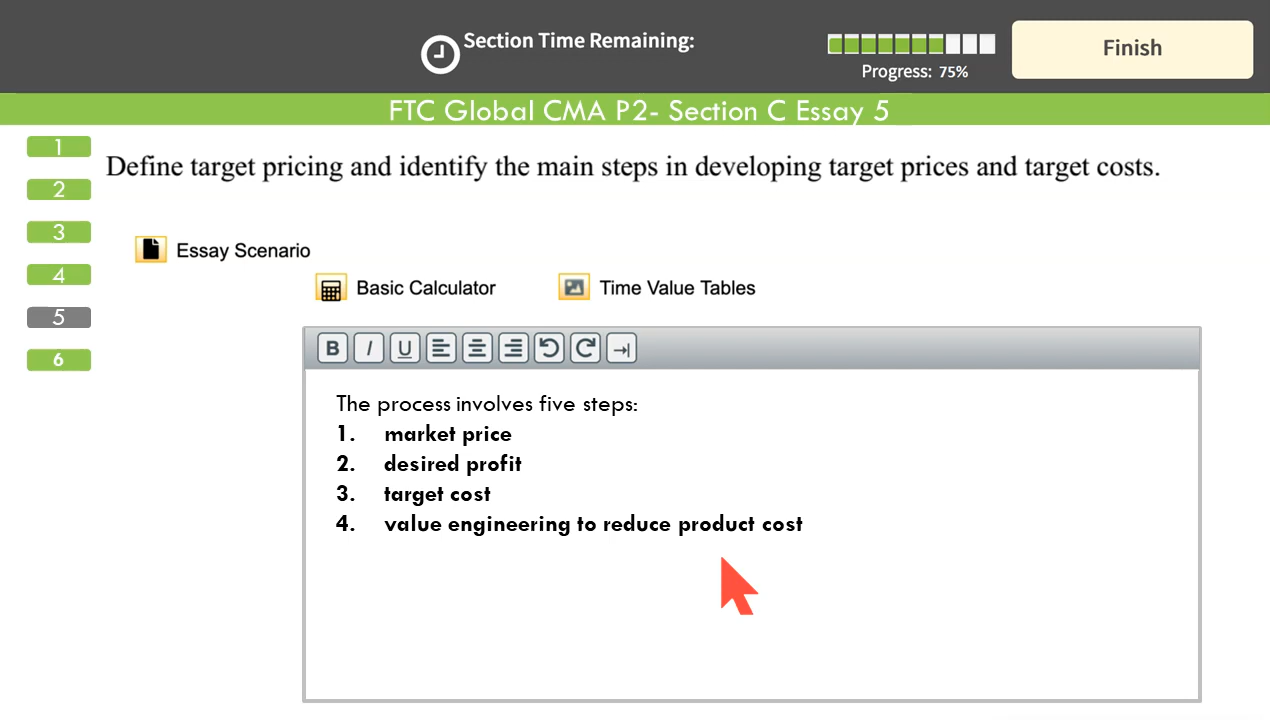 Section Time Remaining:
Progress: 75%
Finish
FTC Global CMA P2- Section C Essay 5
1
2
3
4
5
6
Define target pricing and identify the main steps in developing target prices and target costs.
Essay Scenario
Basic Calculator
Time Value Tables
B I U
The process involves five steps:
1. market price
2. desired profit
3. target cost
4. value engineering to reduce product cost